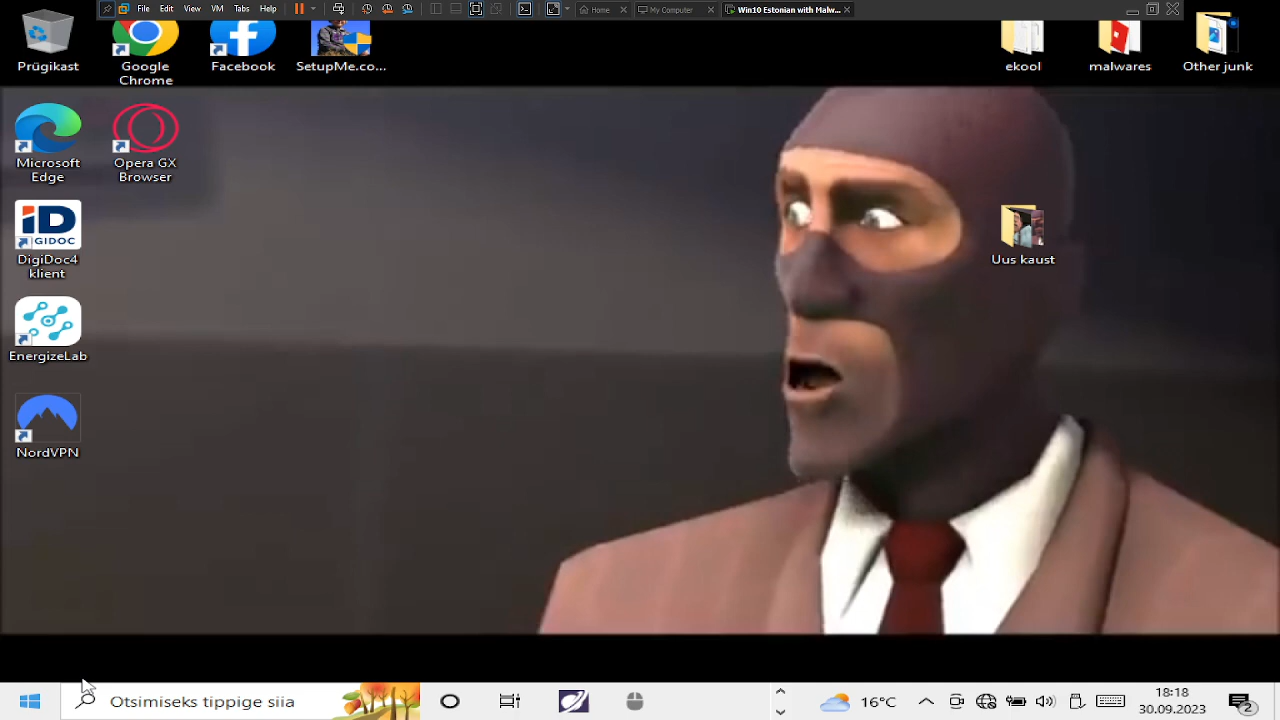 File Edit View VM Tabs Help
Home
My Computer
Win10 Estonian with Malw...
Prügikast
Google
Chrome
Facebook
SetupMe.co...
ekool
malwares
Other junk
Microsoft
Edge
Opera GX
Browser
iD
GIDOC
DigiDoc4
klient
Uus kaust
EnergizeLab
NordVPN
Otsimiseks tippige siia
16°C
18:18
30.09.2023
2